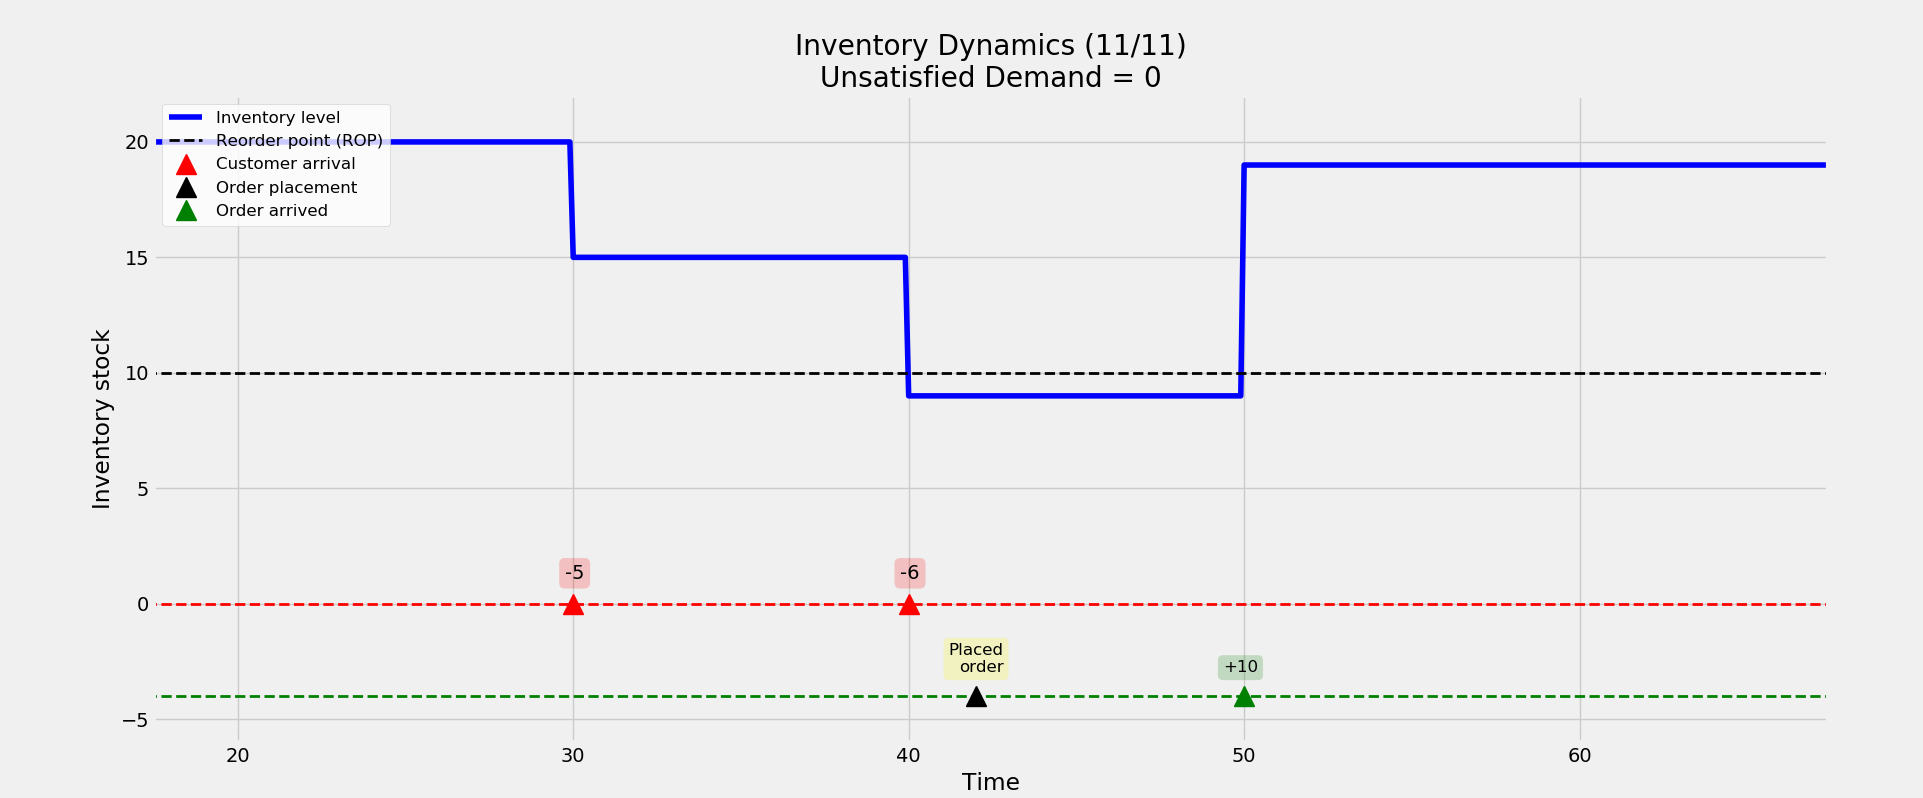 Inventory Dynamics (11/11)
Unsatisfied Demand = 0
Inventory level
Reorder point (ROP)
Customer arrival
Order placement
Order arrived
Inventory stock
20
15
10
5
0
−5
-5
-6
Placed
order
+10
20
30
40
50
60
Time